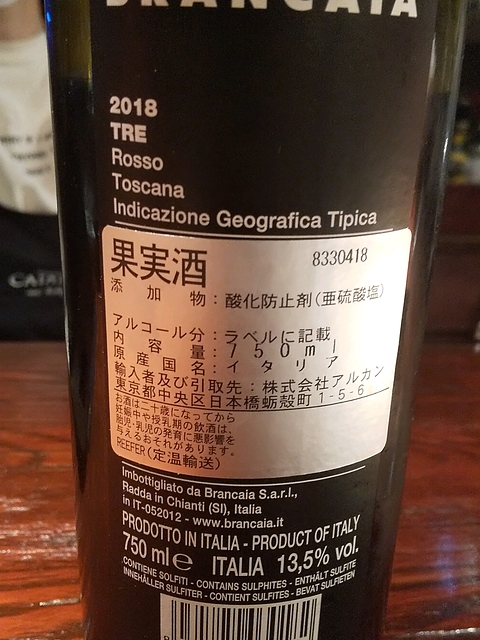 BRANCAIA
2018
TRE
Rosso
Toscana
Indicazione Geografica Tipica
果実酒
8330418
添加物:酸化防止剤(亜硫酸塩)
アルコール分:ラベルに記載
内容量:750ml
原産国名:イタリア
輸入者及び引取先:株式会社アルカン
東京都中央区日本橋蛎殻町1-5-6
お酒は二十歳になってから
妊娠中や授乳期の飲酒は、
胎児・乳児の発育に悪影響を
与えるおそれがあります。
REEFER(定温輸送)
Imbottigliato da Brancaia S.a.r.l.,
Radda in Chianti (SI), Italia
in IT-052012 - www.brancaia.it
PRODOTTO IN ITALIA - PRODUCT OF ITALY
750 ml e ITALIA 13,5% vol.
CONTIENE SOLFITI - CONTAINS SULPHITES - ENTHÄLT SULFITE
INNEHÅLLER SULFITER - CONTIENT SULFITES - BEVAT SULFIETEN